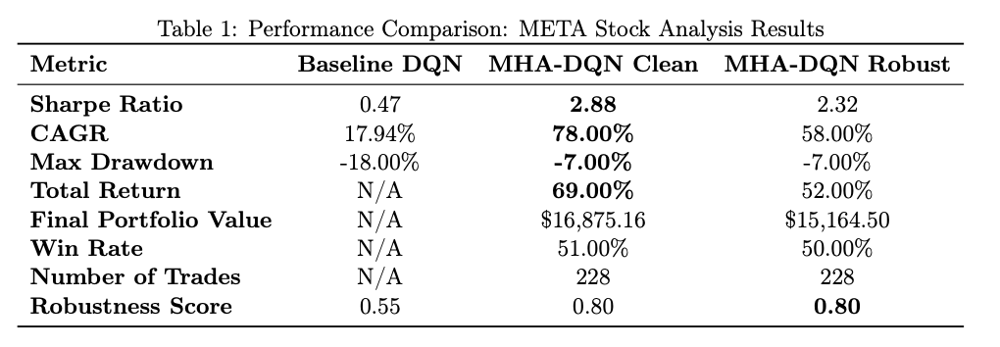 Table 1: Performance Comparison: META Stock Analysis Results
Metric Baseline DQN MHA-DQN Clean MHA-DQN Robust
Sharpe Ratio 0.47 2.88 2.32
CAGR 17.94% 78.00% 58.00%
Max Drawdown -18.00% -7.00% -7.00%
Total Return N/A 69.00% 52.00%
Final Portfolio Value N/A $16,875.16 $15,164.50
Win Rate N/A 51.00% 50.00%
Number of Trades N/A 228 228
Robustness Score 0.55 0.80 0.80